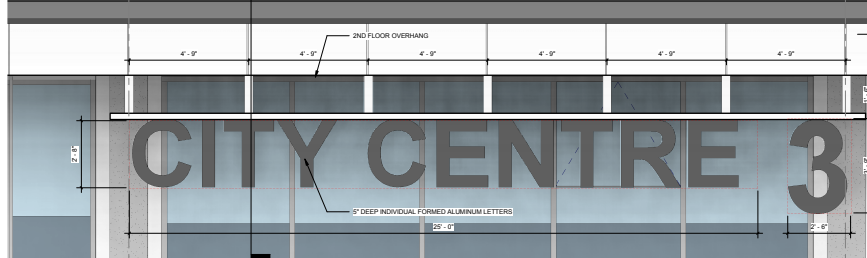 2ND FLOOR OVERHANG
4' - 9" 4' - 9" 4' - 9" 4' - 9" 4' - 9" 4' - 9"
CITY CENTRE 3
2' - 8"
5" DEEP INDIVIDUAL FORMED ALUMINUM LETTERS
25' - 0" 2' - 6"